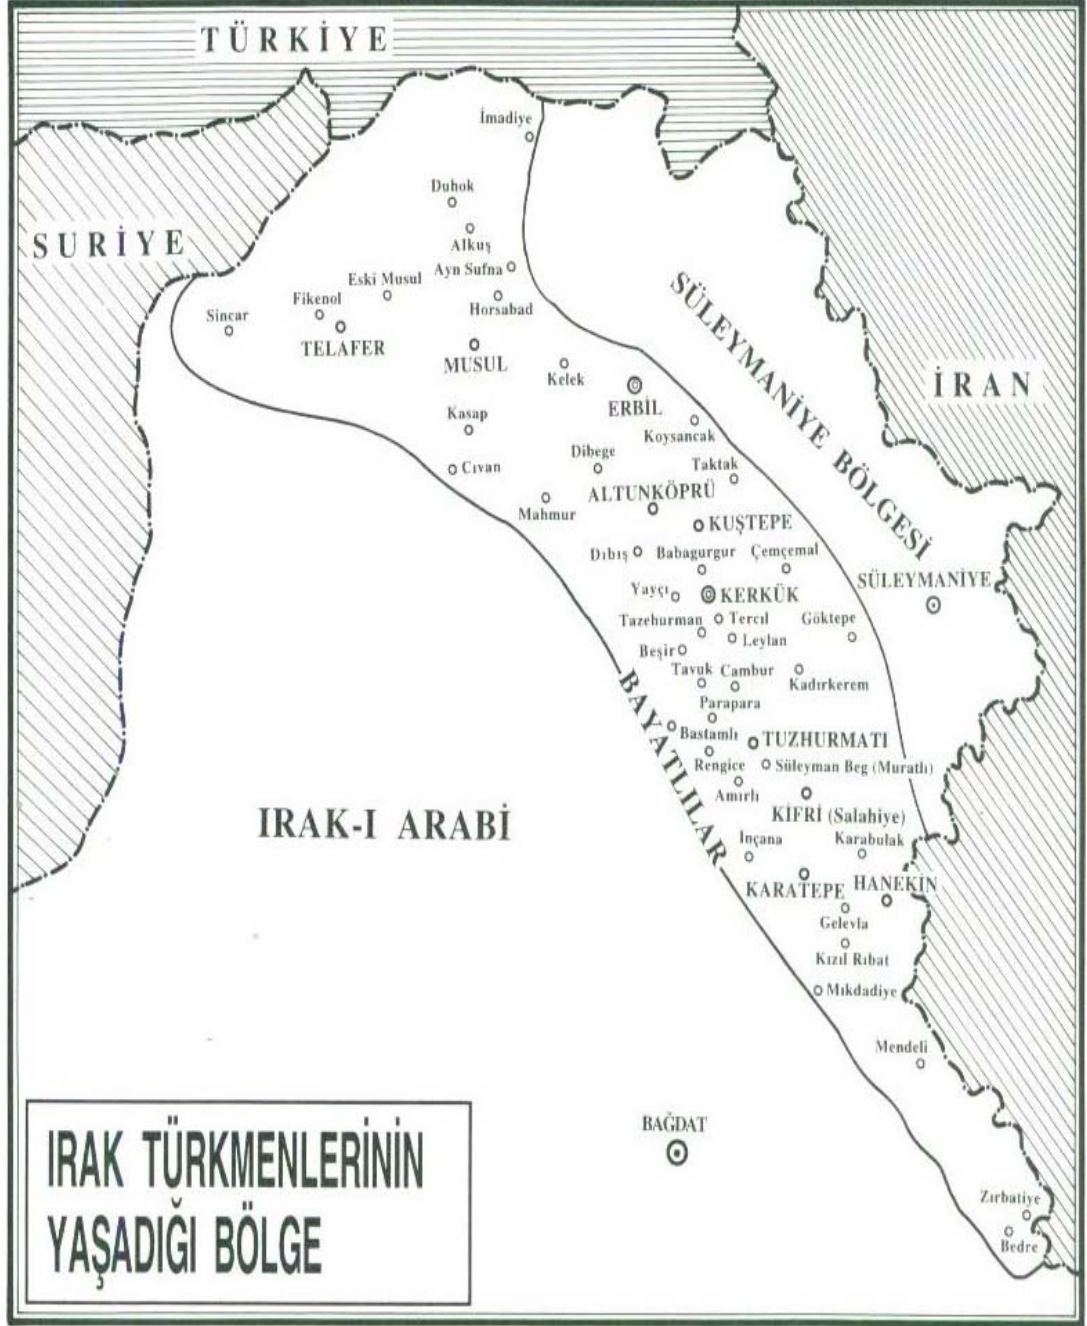 TÜRKİYE
İmadiye
Duhok
SURİYE
Alkuş
Ayn Sufna
Eski Musul
Fikenol
Horsabad
Sincar
TELAFER
MUSUL
Kelek
SÜLEYMANİYE BÖLGESİ
İRAN
ERBİL
Kasap
Koysancak
Dibege
Taktak
Cıvan
ALTUNKÖPRÜ
Mahmur
KUŞTEPE
Dıbış
Babagurgur
Çemçemal
SÜLEYMANİYE
Yayçı
KERKÜK
Tazehurman
Tercıl
Göktepe
Leylan
Beşir
Tavuk
Cambur
Kadırkerem
BAYATLILAR
Parapara
Bastamlı
TUZHURMATI
Rengice
Süleyman Beg (Muratlı)
Amırlı
KİFRİ (Salahiye)
IRAK-I ARABİ
İnçana
Karabulak
KARATEPE
HANEKİN
Gelevla
Kızıl Rıbat
Mıkdadiye
Mendeli
BAĞDAT
IRAK TÜRKMENLERİNİN
YAŞADIĞI BÖLGE
Zırbatiye
Bedre